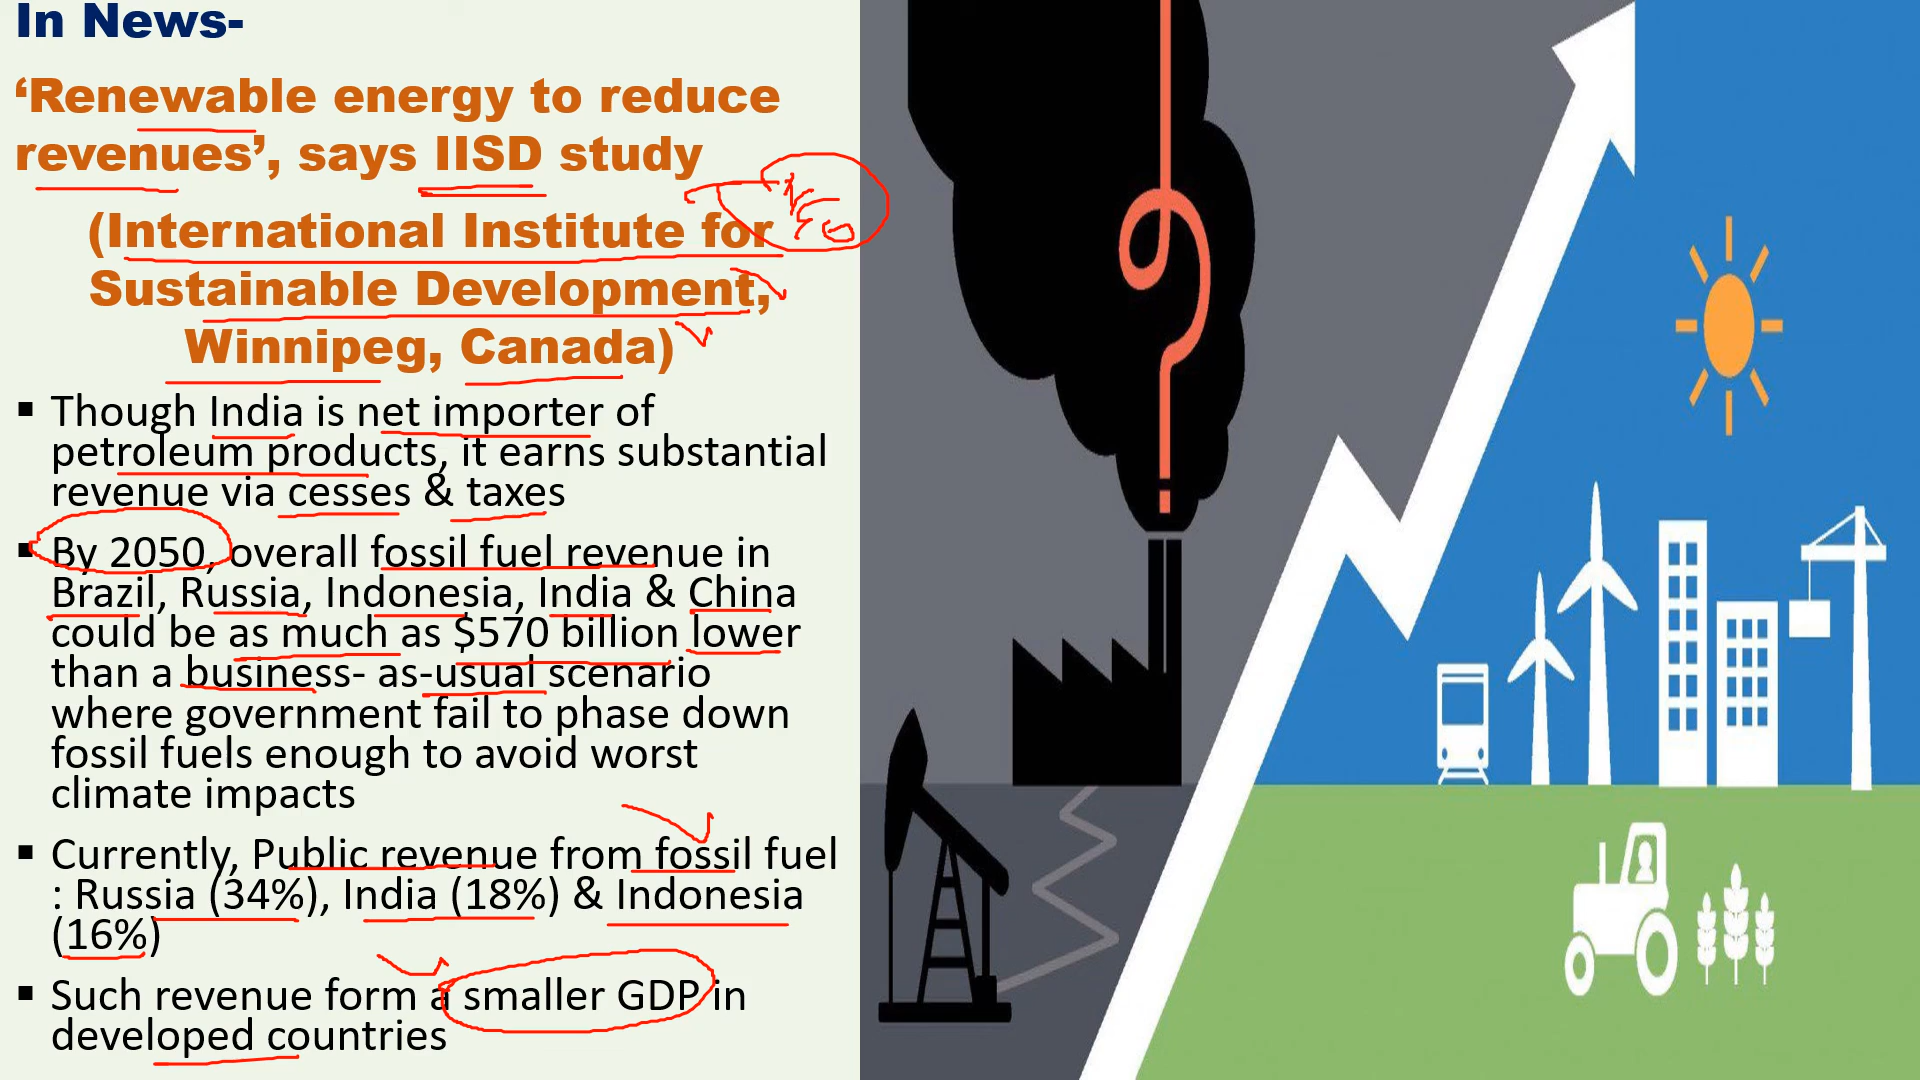 In News-
‘Renewable energy to reduce
revenues’, says IISD study
(International Institute for
Sustainable Development,
Winnipeg, Canada)
▪ Though India is net importer of
petroleum products, it earns substantial
revenue via cesses & taxes
▪ By 2050, overall fossil fuel revenue in
Brazil, Russia, Indonesia, India & China
could be as much as $570 billion lower
than a business- as-usual scenario
where government fail to phase down
fossil fuels enough to avoid worst
climate impacts
▪ Currently, Public revenue from fossil fuel
: Russia (34%), India (18%) & Indonesia
(16%)
▪ Such revenue form a smaller GDP in
developed countries